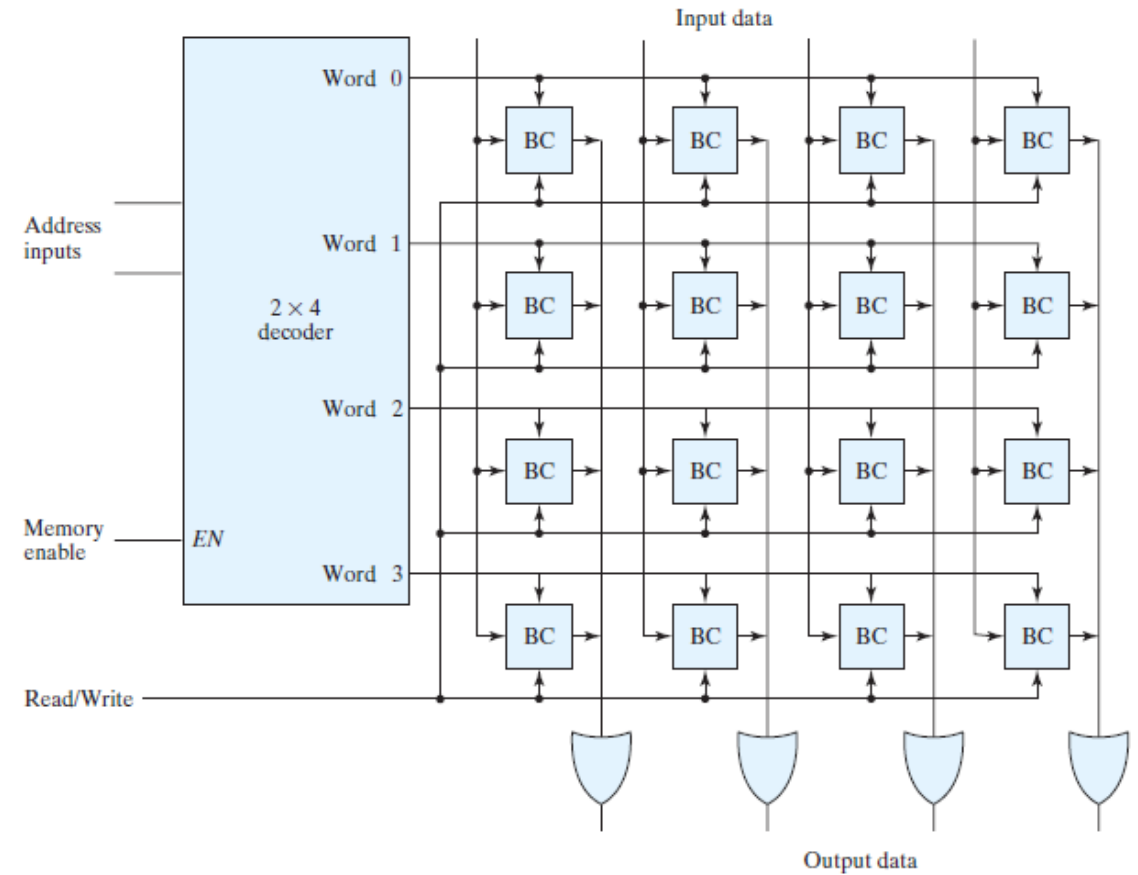 Input data
Word 0
BC BC BC BC
Address
inputs
Word 1
2 × 4
decoder
BC BC BC BC
Word 2
BC BC BC BC
Memory
enable
EN
Word 3
BC BC BC BC
Read/Write
Output data